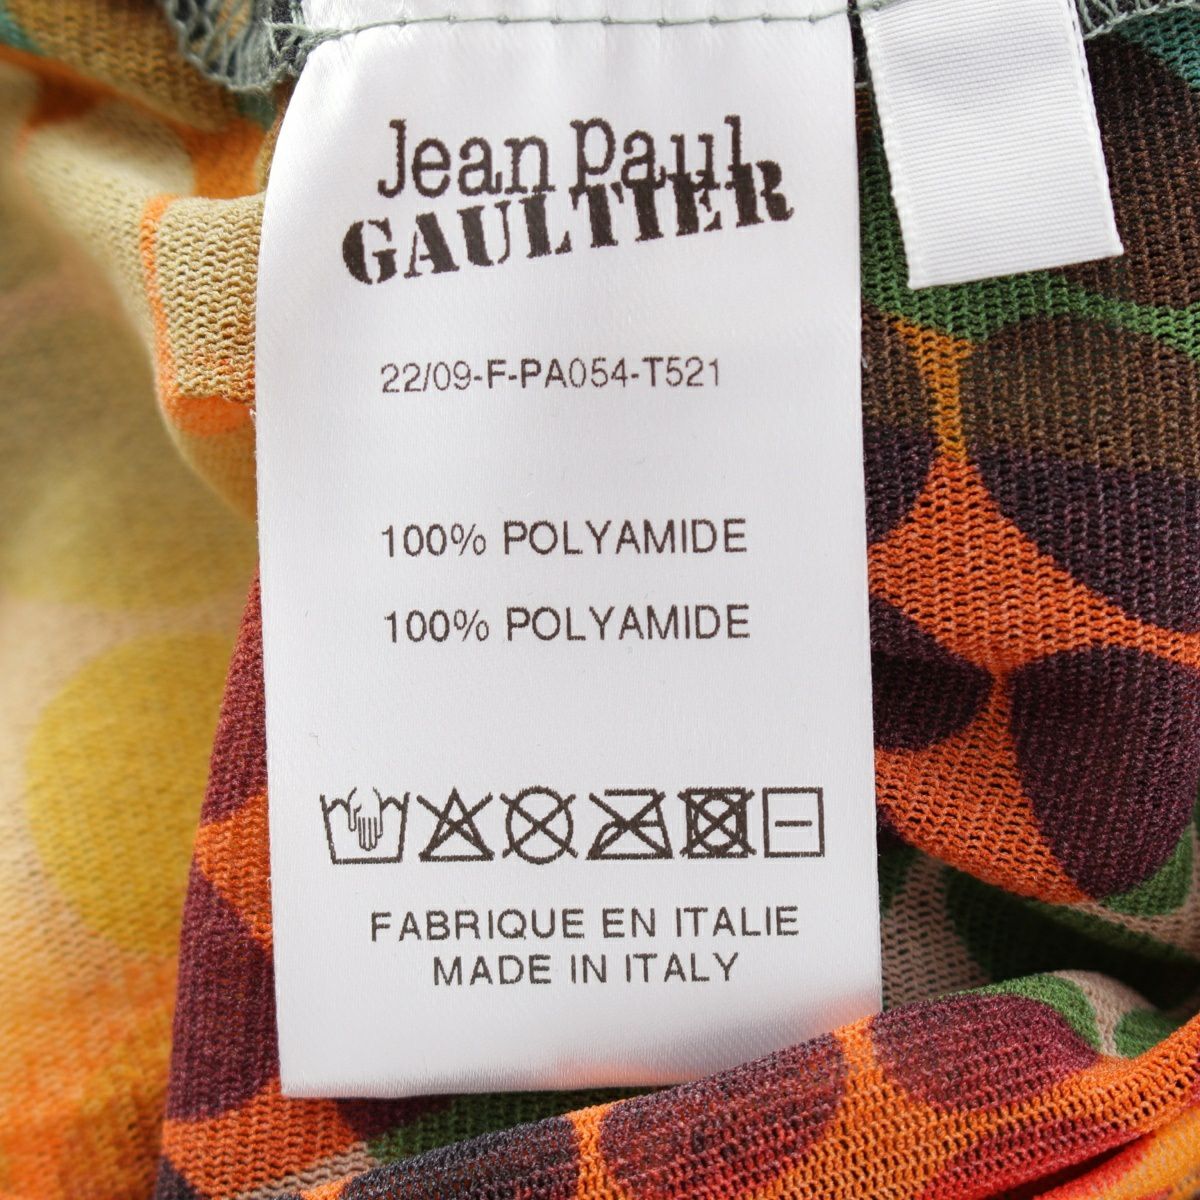 Jean Paul
GAULTIER
22/09-F-PA054-T521
100% POLYAMIDE
100% POLYAMIDE
FABRIQUE EN ITALIE
MADE IN ITALY